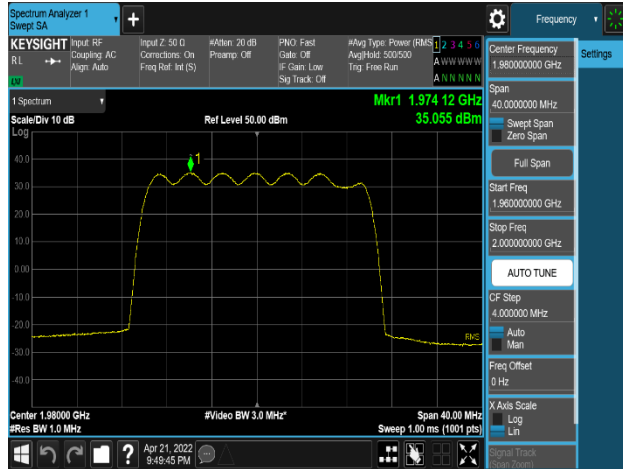 Spectrum Analyzer 1
Swept SA
+
Frequency
KEYSIGHT
Input: RF
Coupling: AC
Align: Auto
Input Z: 50 Ω
Corrections: On
Freq Ref: Int (S)
#Atten: 20 dB
Preamp: Off
PNO: Fast
Gate: Off
IF Gain: Low
Sig Track: Off
#Avg Type: Power (RMS
Avg|Hold: 500/500
Trig: Free Run
1 2 3 4 5 6
A W W W W W
A N N N N N
R L
LXI
1 Spectrum
Scale/Div 10 dB
Log
Ref Level 50.00 dBm
Mkr1 1.974 12 GHz
35.055 dBm
1
40.0
30.0
20.0
10.0
0.00
-10.0
-20.0
-30.0
-40.0
RMS
Center 1.98000 GHz
#Res BW 1.0 MHz
#Video BW 3.0 MHz*
Span 40.00 MHz
Sweep 1.00 ms (1001 pts)
Center Frequency
1.980000000 GHz
Settings
Span
40.0000000 MHz
Swept Span
Zero Span
Full Span
Start Freq
1.960000000 GHz
Stop Freq
2.000000000 GHz
AUTO TUNE
CF Step
4.000000 MHz
Auto
Man
Freq Offset
0 Hz
X Axis Scale
Log
Lin
Signal Track
(Span Zoom)
?
Apr 21, 2022
9:49:45 PM